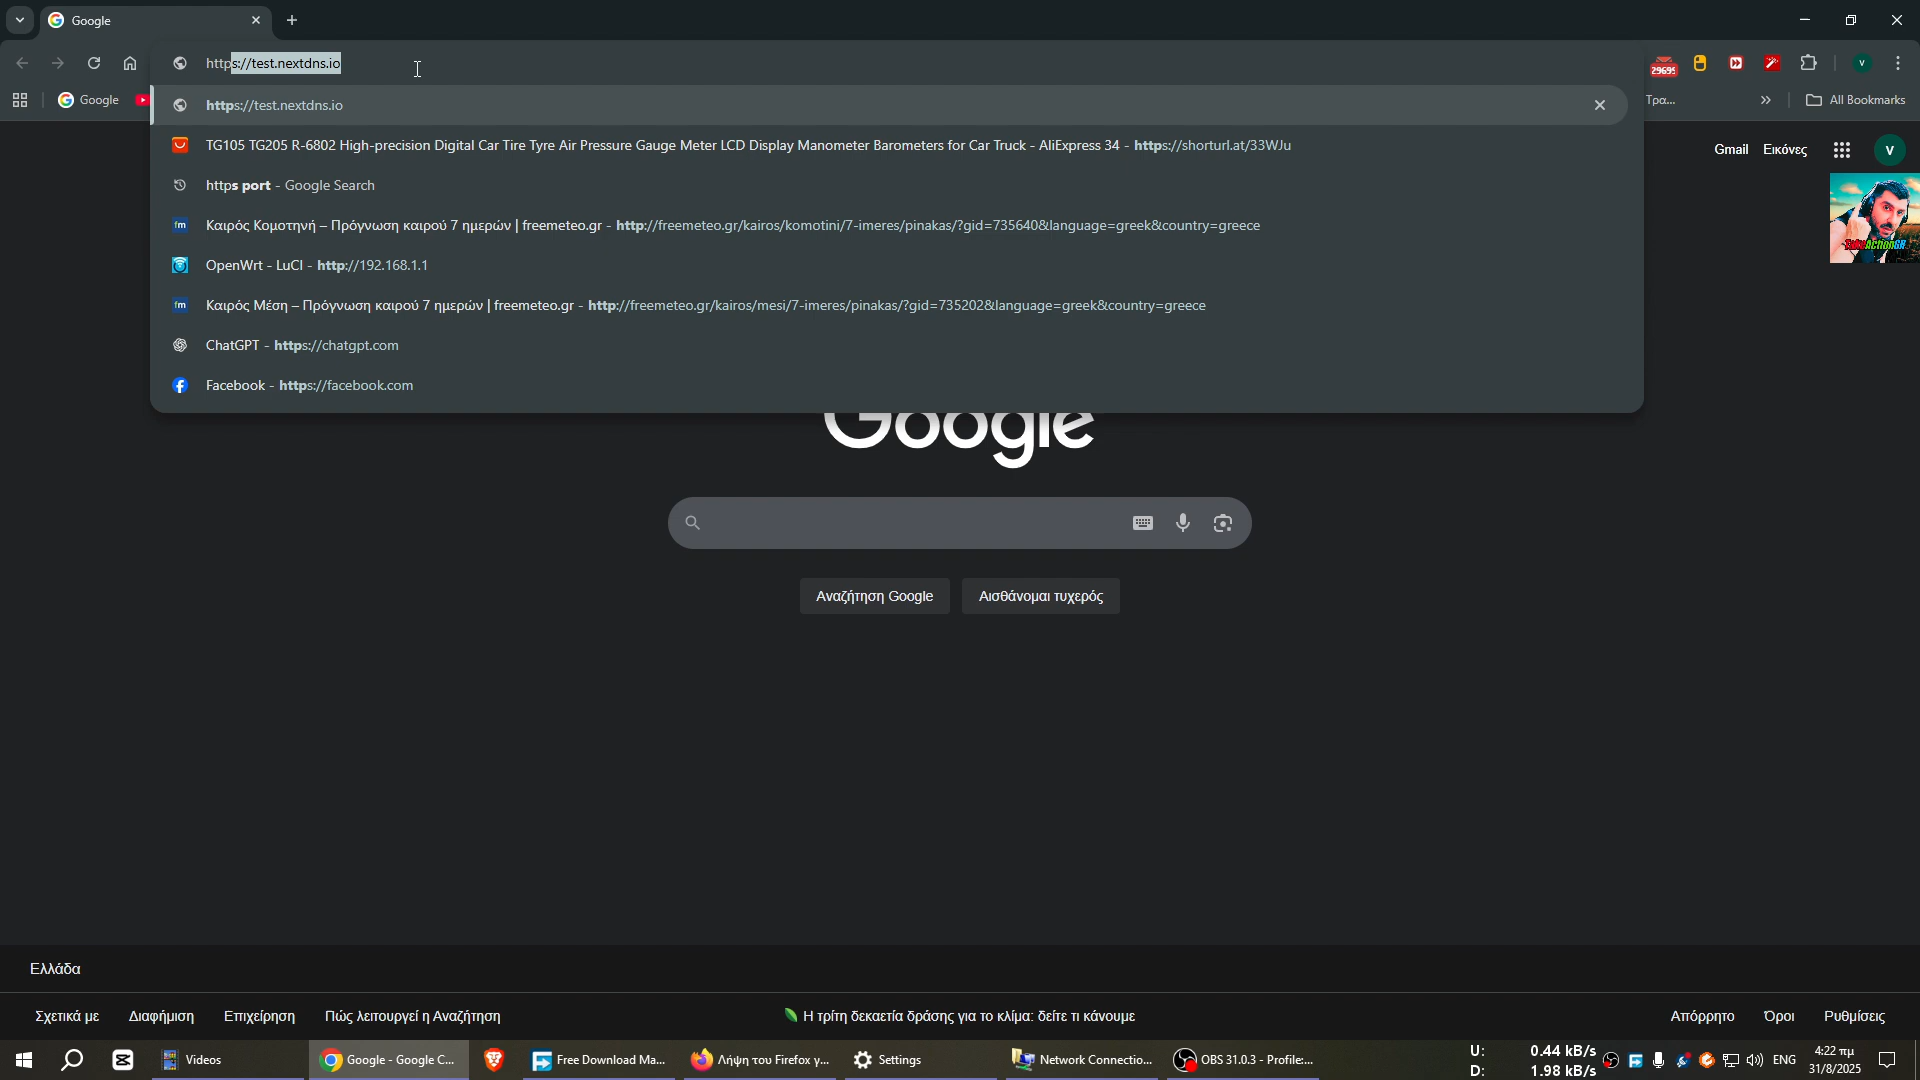 Google
https://test.nextdns.io
Google
Τρα...
All Bookmarks
https://test.nextdns.io
TG105 TG205 R-6802 High-precision Digital Car Tire Tyre Air Pressure Gauge Meter LCD Display Manometer Barometers for Car Truck - AliExpress 34 - https://shorturl.at/33WJu
https port - Google Search
Καιρός Κομοτηνή – Πρόγνωση καιρού 7 ημερών | freemeteo.gr - http://freemeteo.gr/kairos/komotini/7-imeres/pinakas/?gid=735640&language=greek&country=greece
OpenWrt - LuCI - http://192.168.1.1
Καιρός Μέση – Πρόγνωση καιρού 7 ημερών | freemeteo.gr - http://freemeteo.gr/kairos/mesi/7-imeres/pinakas/?gid=735202&language=greek&country=greece
ChatGPT - https://chatgpt.com
Facebook - https://facebook.com
Gmail Εικόνες
V
TakeActionGR
Google
Αναζήτηση Google Αισθάνομαι τυχερός
Ελλάδα
Σχετικά με Διαφήμιση Επιχείρηση Πώς λειτουργεί η Αναζήτηση Η τρίτη δεκαετία δράσης για το κλίμα: δείτε τι κάνουμε Απόρρητο Όροι Ρυθμίσεις
Videos Google - Google C... Free Download Ma... Λήψη του Firefox γ... Settings Network Connectio... OBS 31.0.3 - Profile:...
U: 0.44 kB/s
D: 1.98 kB/s
ENG
4:22 πμ
31/8/2025